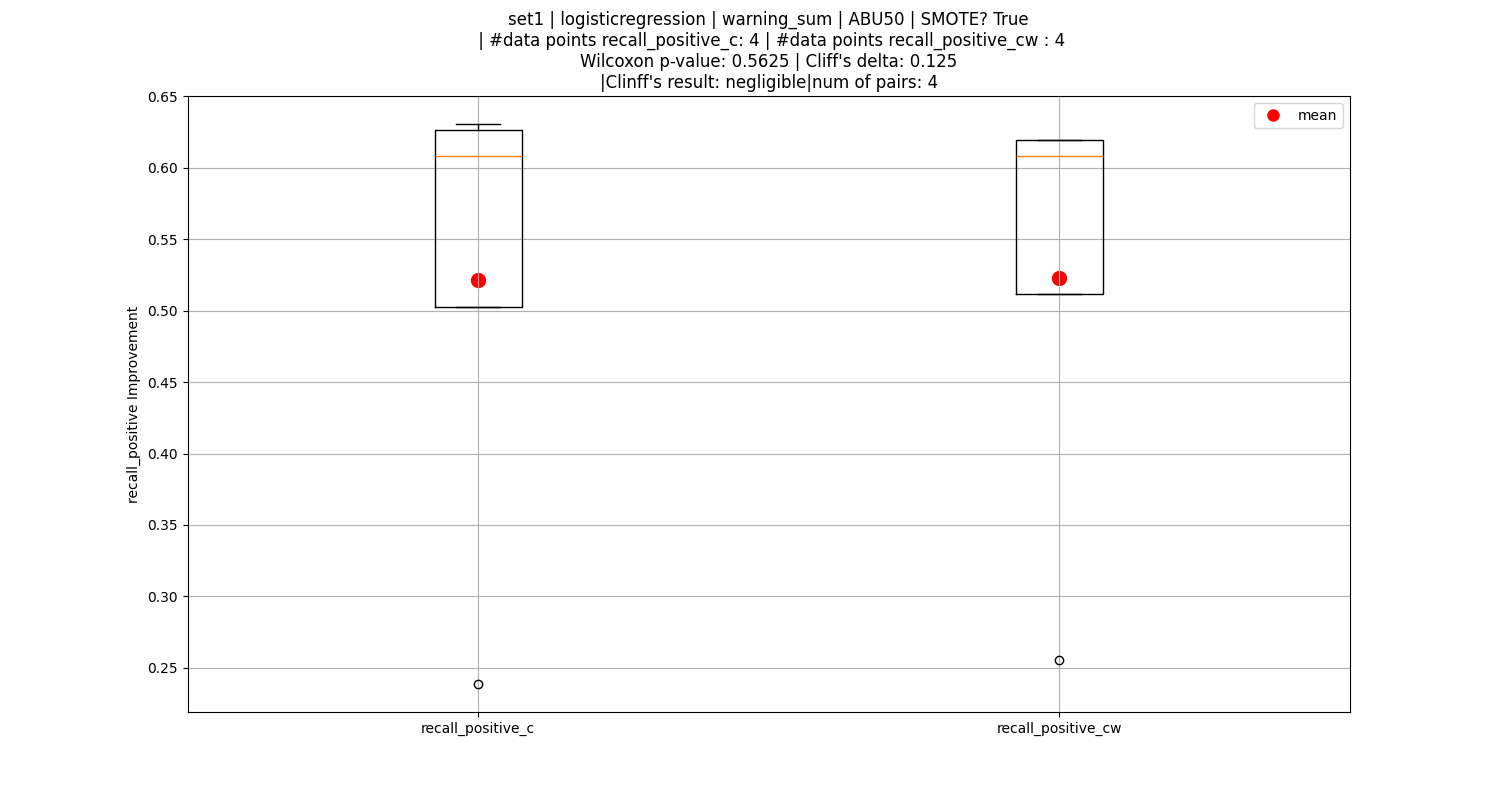 set1 | logisticregression | warning_sum | ABU50 | SMOTE? True
| #data points recall_positive_c: 4 | #data points recall_positive_cw : 4
Wilcoxon p-value: 0.5625 | Cliff's delta: 0.125
|Clinff's result: negligible|num of pairs: 4
mean
recall_positive Improvement
0.65
0.60
0.55
0.50
0.45
0.40
0.35
0.30
0.25
recall_positive_c
recall_positive_cw